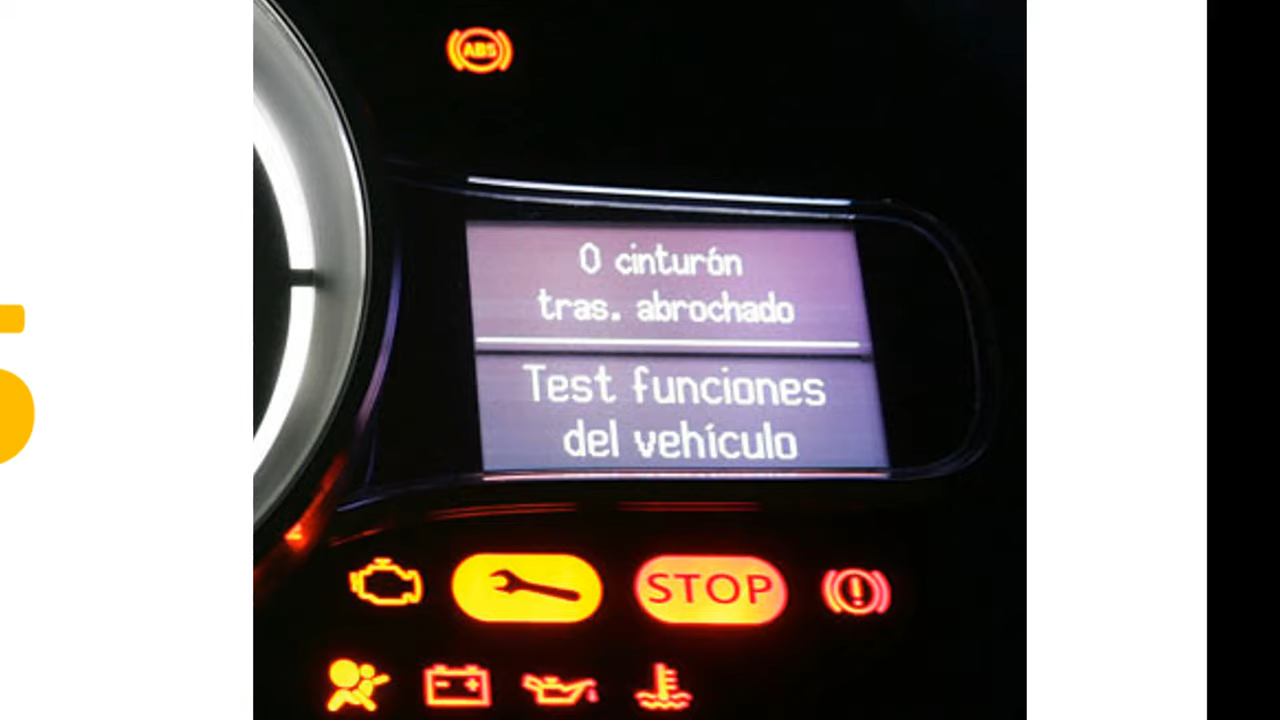 ABS
0 cinturón
tras. abrochado
Test funciones
del vehículo
STOP